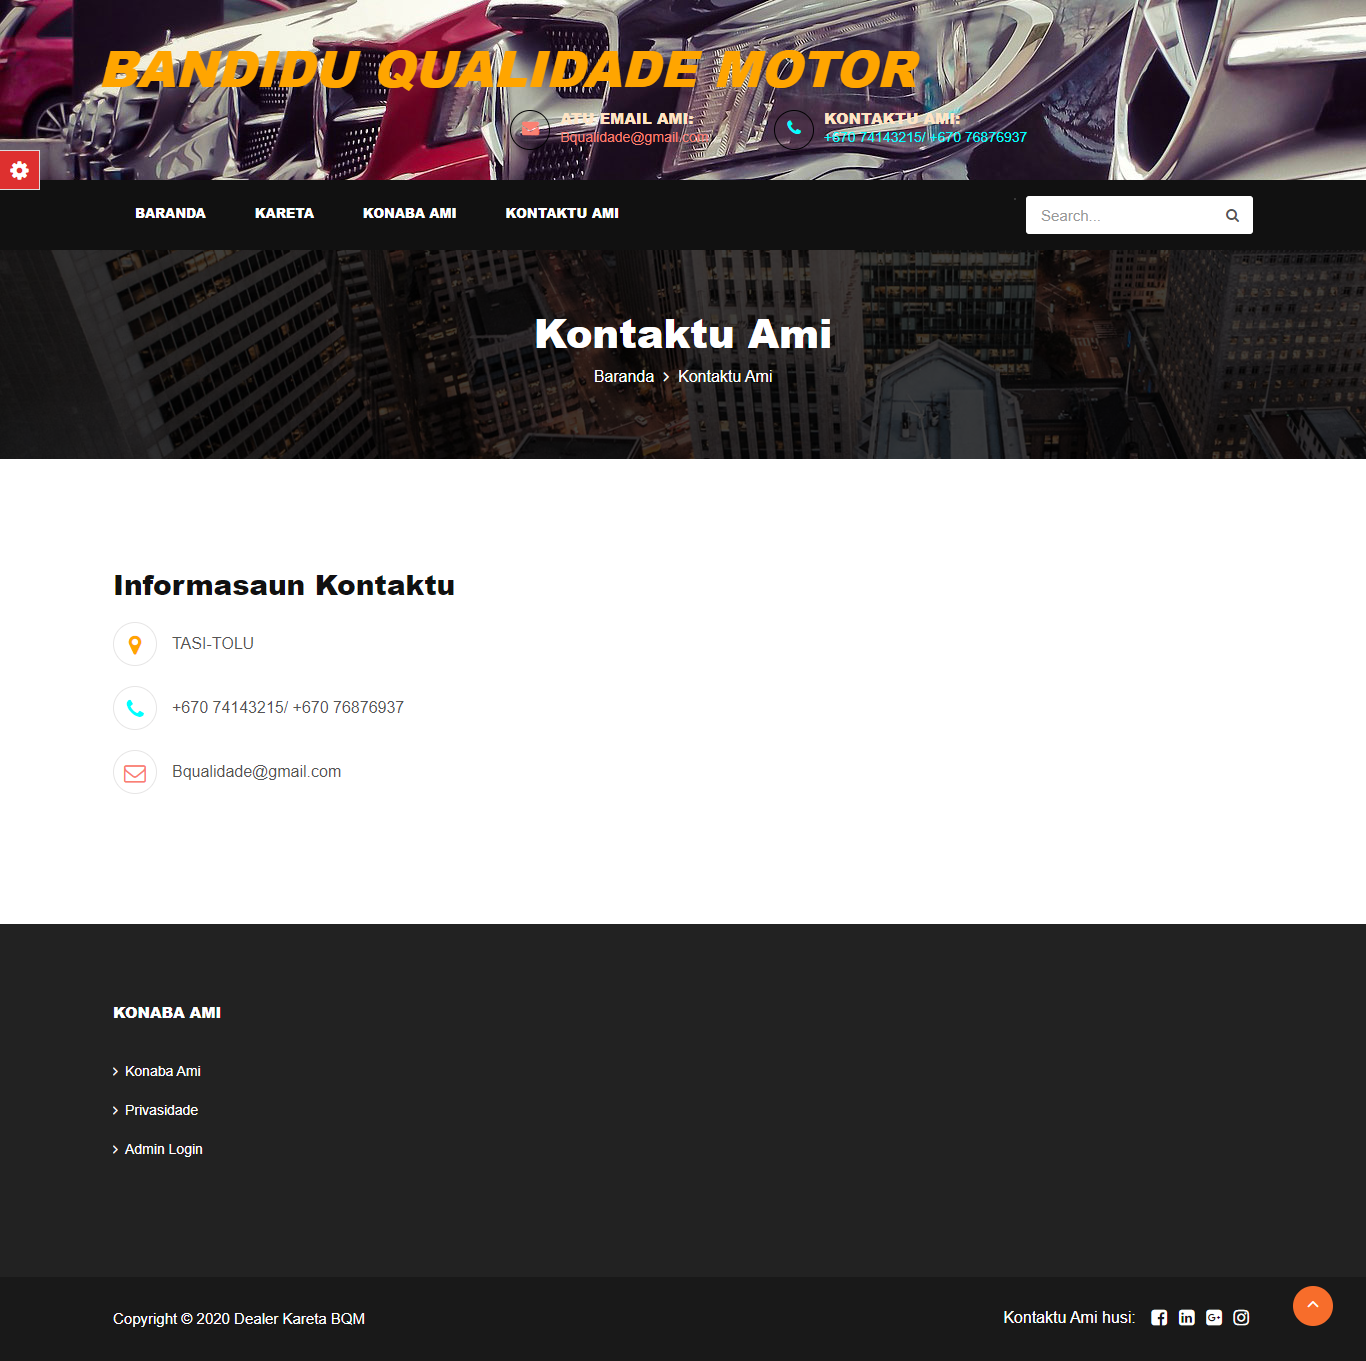 BANDIDU QUALIDADE MOTOR
ATU EMAIL AMI:
Bqualidade@gmail.com
KONTAKTU AMI:
+670 74143215/ +670 76876937
BARANDA
KARETA
KONABA AMI
KONTAKTU AMI
Search...
Kontaktu Ami
Baranda > Kontaktu Ami
Informasaun Kontaktu
TASI-TOLU
+670 74143215/ +670 76876937
Bqualidade@gmail.com
KONABA AMI
Konaba Ami
Privasidade
Admin Login
Copyright © 2020 Dealer Kareta BQM
Kontaktu Ami husi: